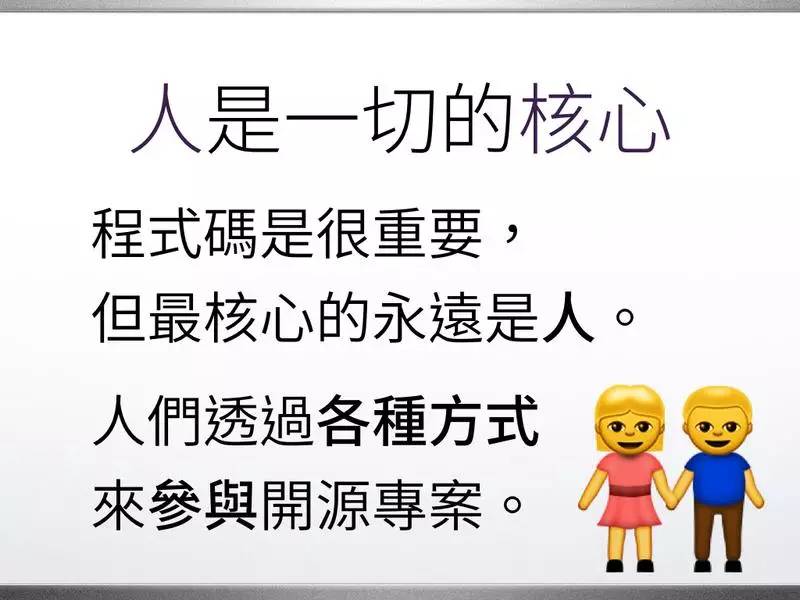 人是一切的核心
程式碼是很重要，
但最核心的永遠是人。
人們透過各種方式
來參與開源專案。